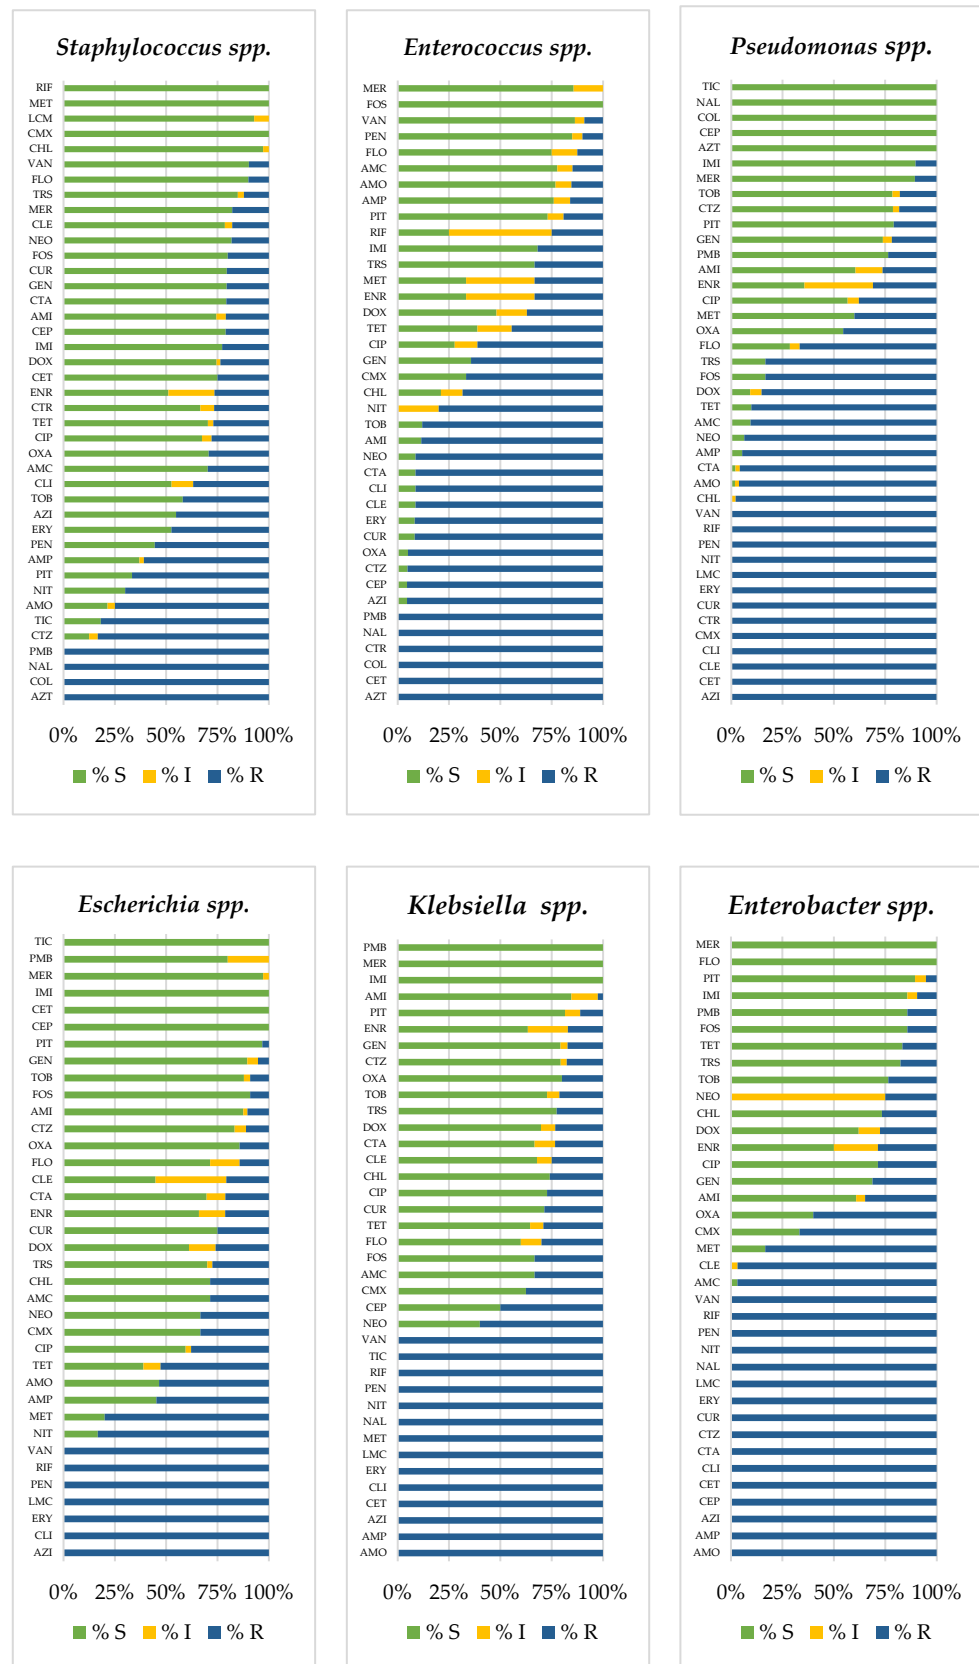 Staphylococcus spp.
RIF
MET
LCM
CMX
CHL
VAN
FLO
TRS
MER
CLE
NEO
FOS
CUR
GEN
CTA
AMI
CEP
IMI
DOX
CET
ENR
CTR
TET
CIP
OXA
AMC
CLI
TOB
AZI
ERY
PEN
AMP
PIT
NIT
AMO
TIC
CTZ
PMB
NAL
COL
AZT
0% 25% 50% 75% 100%
% S % I % R
Enterococcus spp.
MER
FOS
VAN
PEN
FLO
AMC
AMO
AMP
PIT
RIF
IMI
TRS
MET
ENR
DOX
TET
CIP
GEN
CMX
CHL
NIT
TOB
AMI
NEO
CTA
CLI
CLE
ERY
CUR
OXA
CTZ
CEP
AZI
PMB
NAL
CTR
COL
CET
AZT
0% 25% 50% 75% 100%
% S % I % R
Pseudomonas spp.
TIC
NAL
COL
CEP
AZT
IMI
MER
TOB
CTZ
PIT
GEN
PMB
AMI
ENR
CIP
MET
OXA
FLO
TRS
FOS
DOX
TET
AMC
NEO
AMP
CTA
AMO
CHL
VAN
RIF
PEN
NIT
LMC
ERY
CUR
CTR
CMX
CLI
CLE
CET
AZI
0% 25% 50% 75% 100%
% S % I % R
Escherichia spp.
TIC
PMB
MER
IMI
CET
CEP
PIT
GEN
TOB
FOS
AMI
CTZ
OXA
FLO
CLE
CTA
ENR
CUR
DOX
TRS
CHL
AMC
NEO
CMX
CIP
TET
AMO
AMP
MET
NIT
VAN
RIF
PEN
LMC
ERY
CLI
AZI
0% 25% 50% 75% 100%
% S % I % R
Klebsiella spp.
PMB
MER
IMI
AMI
PIT
ENR
GEN
CTZ
OXA
TOB
TRS
DOX
CTA
CLE
CHL
CIP
CUR
TET
FLO
FOS
AMC
CMX
CEP
NEO
VAN
TIC
RIF
PEN
NIT
NAL
MET
LMC
ERY
CLI
CET
AZI
AMP
AMO
0% 25% 50% 75% 100%
% S % I % R
Enterobacter spp.
MER
FLO
PIT
IMI
PMB
FOS
TET
TRS
TOB
NEO
CHL
DOX
ENR
CIP
GEN
AMI
OXA
CMX
MET
CLE
AMC
VAN
RIF
PEN
NIT
NAL
LMC
ERY
CUR
CTZ
CTA
CLI
CET
CEP
AZI
AMP
AMO
0% 25% 50% 75% 100%
% S % I % R